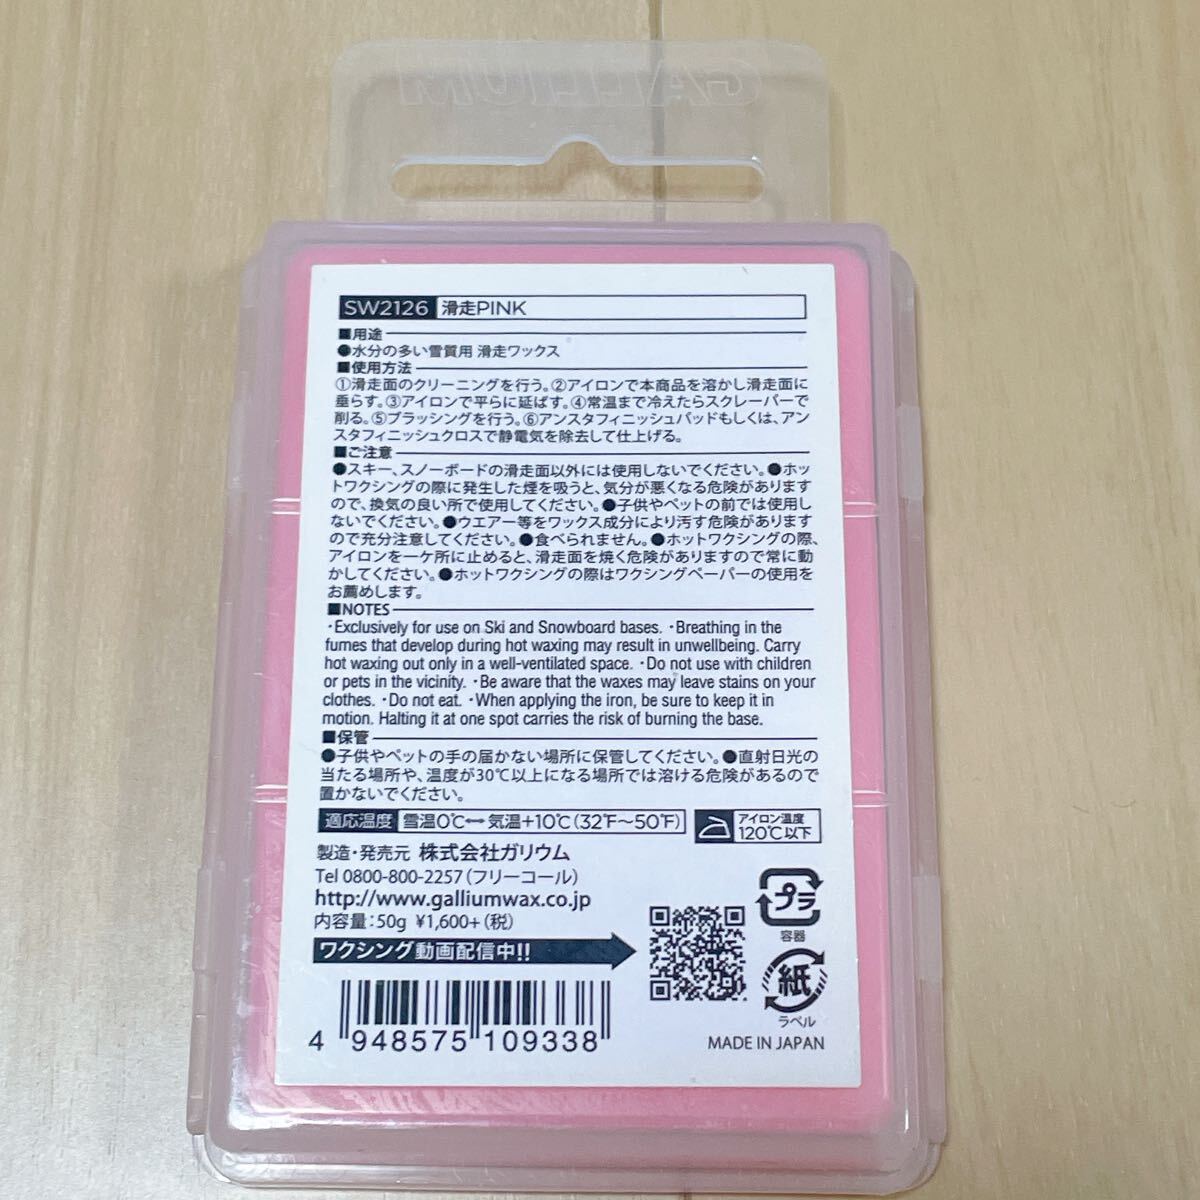 GALLIUM
SW2126 滑走PINK
■用途
●水分の多い雪質用 滑走ワックス
■使用方法
①滑走面のクリーニングを行う。②アイロンで本商品を溶かし滑走面に
垂らす。③アイロンで平らに延ばす。④常温まで冷えたらスクレーパーで
削る。⑤ブラッシングを行う。⑥アンスタフィニッシュパッドもしくは、アン
スタフィニッシュクロスで静電気を除去して仕上げる。
■ご注意
●スキー、スノーボードの滑走面以外には使用しないでください。●ホッ
トワクシングの際に発生した煙を吸うと、気分が悪くなる危険があります
ので、換気の良い所で使用してください。●子供やペットの前では使用し
ないでください。●ウエアー等をワックス成分により汚す危険があります
ので充分注意してください。●食べられません。●ホットワクシングの際、
アイロンを一ケ所に止めると、滑走面を焼く危険がありますので常に動
かしてください。●ホットワクシングの際はワクシングペーパーの使用を
お薦めします。
■NOTES
・Exclusively for use on Ski and Snowboard bases. ・Breathing in the
fumes that develop during hot waxing may result in unwellbeing. Carry
hot waxing out only in a well-ventilated space. ・Do not use with children
or pets in the vicinity. ・Be aware that the waxes may leave stains on your
clothes. ・Do not eat. ・When applying the iron, be sure to keep it in
motion. Halting it at one spot carries the risk of burning the base.
■保管
●子供やペットの手の届かない場所に保管してください。●直射日光の
当たる場所や、温度が30℃以上になる場所では溶ける危険があるので
置かないでください。
適応温度 雪温0℃⇔気温+10℃(32℉〜50℉)
アイロン温度
120℃以下
製造・発売元 株式会社ガリウム
Tel 0800-800-2257(フリーコール)
http://www.galliumwax.co.jp
内容量:50g ¥1,600+(税)
ワクシング動画配信中!!
プラ
容器
紙
ラベル
4 948575 109338
MADE IN JAPAN